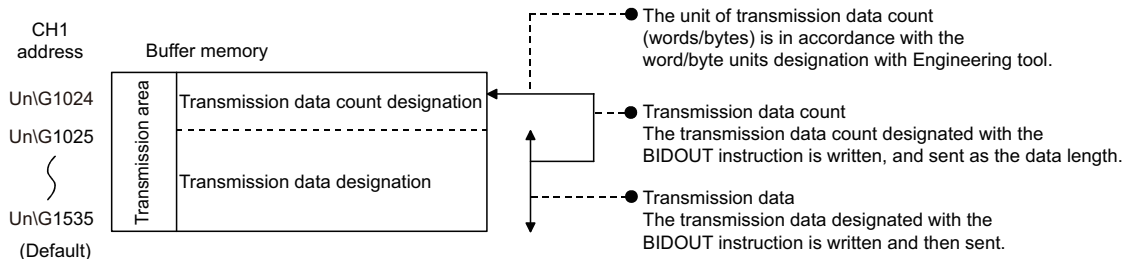 CH1
address
Buffer memory
Un\G1024
Un\G1025
Un\G1535
(Default)
Transmission area
Transmission data count designation
Transmission data designation
The unit of transmission data count
(words/bytes) is in accordance with the
word/byte units designation with Engineering tool.
Transmission data count
The transmission data count designated with the
BIDOUT instruction is written, and sent as the data length.
Transmission data
The transmission data designated with the
BIDOUT instruction is written and then sent.